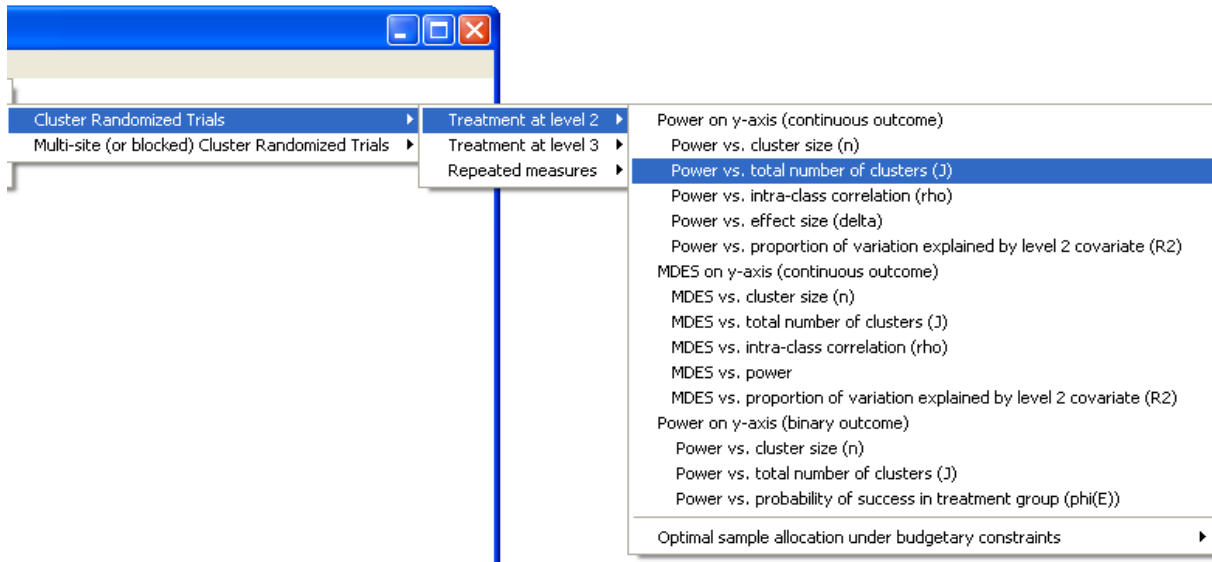 Cluster Randomized Trials
Multi-site (or blocked) Cluster Randomized Trials
Treatment at level 2
Treatment at level 3
Repeated measures
Power on y-axis (continuous outcome)
Power vs. cluster size (n)
Power vs. total number of clusters (J)
Power vs. intra-class correlation (rho)
Power vs. effect size (delta)
Power vs. proportion of variation explained by level 2 covariate (R2)
MDES on y-axis (continuous outcome)
MDES vs. cluster size (n)
MDES vs. total number of clusters (J)
MDES vs. intra-class correlation (rho)
MDES vs. power
MDES vs. proportion of variation explained by level 2 covariate (R2)
Power on y-axis (binary outcome)
Power vs. cluster size (n)
Power vs. total number of clusters (J)
Power vs. probability of success in treatment group (phi(E))
Optimal sample allocation under budgetary constraints